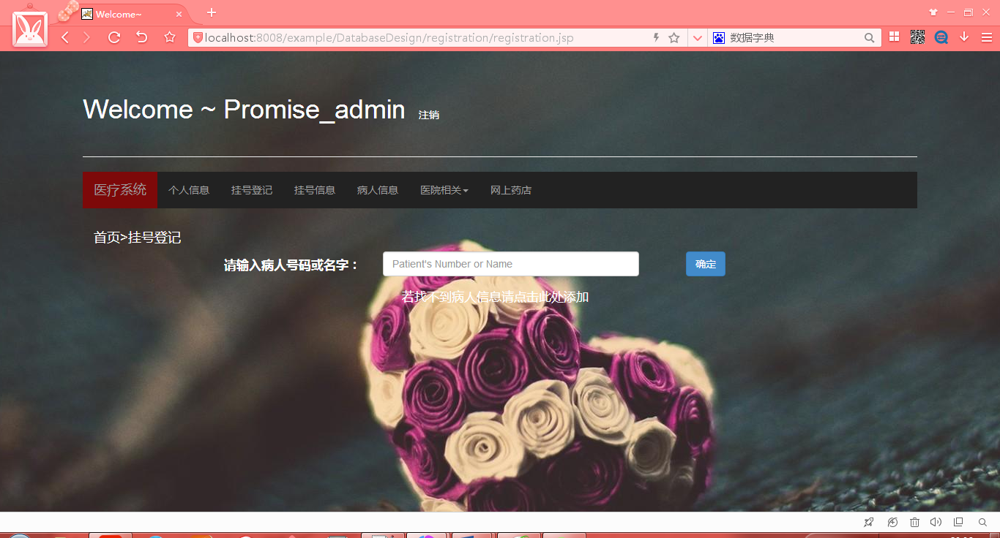 Welcome~
localhost:8008/example/DatabaseDesign/registration/registration.jsp
数据字典
Welcome ~ Promise_admin 注销
医疗系统 个人信息 挂号登记 挂号信息 病人信息 医院相关 网上药店
首页>挂号登记
请输入病人号码或名字： Patient's Number or Name 确定
若找不到病人信息请点击此处添加